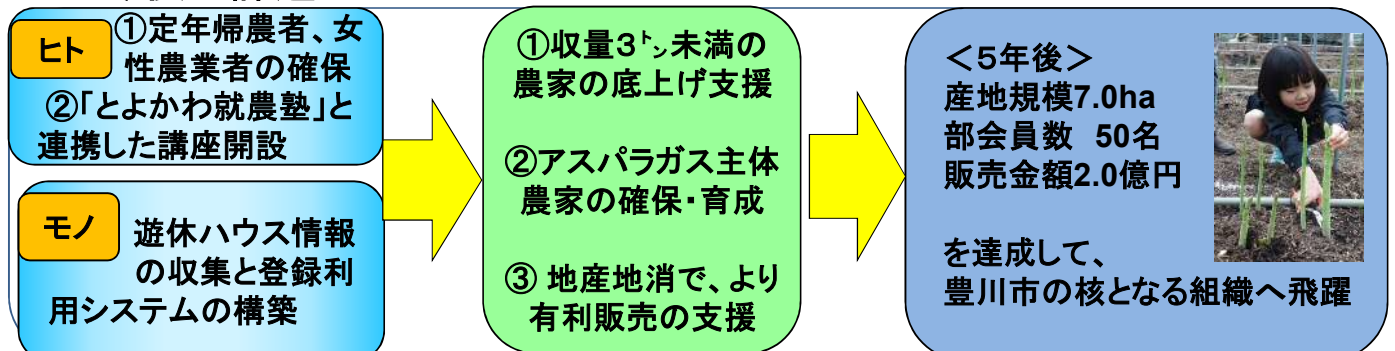 ヒト
①定年帰農者、女
性農業者の確保
②「とよかわ就農塾」と
連携した講座開設
モノ
遊休ハウス情報
の収集と登録利
用システムの構築
①収量3㌧未満の
農家の底上げ支援
②アスパラガス主体
農家の確保・育成
③ 地産地消で、より
有利販売の支援
<5年後>
産地規模7.0ha
部会員数 50名
販売金額2.0億円
を達成して、
豊川市の核となる組織へ飛躍